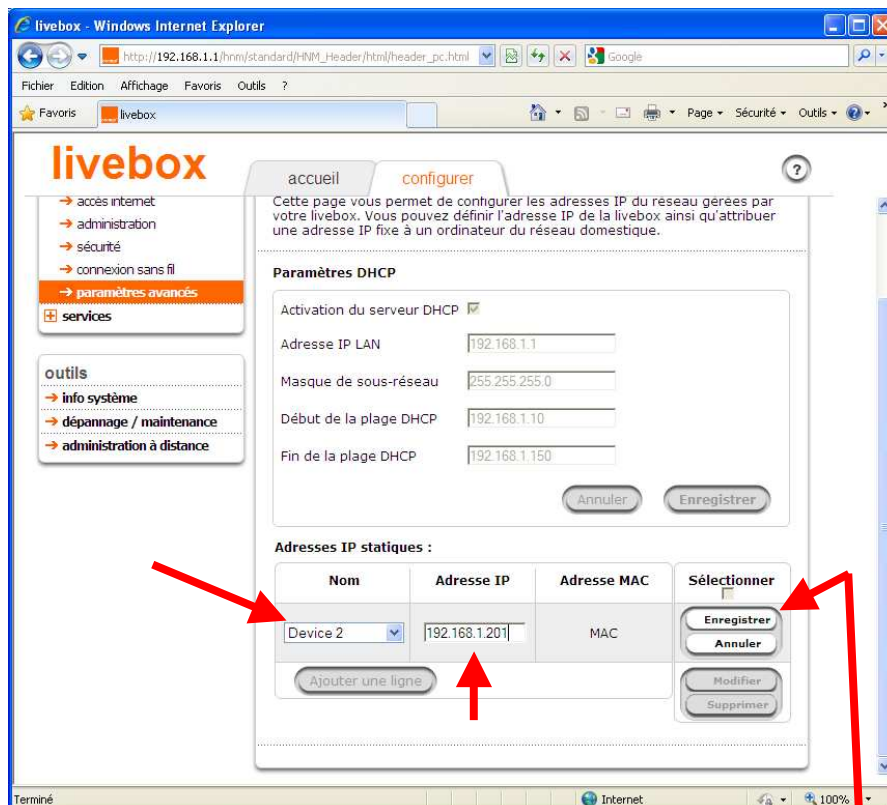 livebox - Windows Internet Explorer
http://192.168.1.1/hnm/standard/HNM_Header/html/header_pc.html
Google
Fichier Edition Affichage Favoris Outils ?
Favoris livebox Page Sécurité Outils
livebox
accueil configurer
?
accès internet
administration
sécurité
connexion sans fil
paramètres avancés
services
outils
info système
dépannage / maintenance
administration à distance
Cette page vous permet de configurer les adresses IP du réseau gérées par
votre livebox. Vous pouvez définir l'adresse IP de la livebox ainsi qu'attribuer
une adresse IP fixe à un ordinateur du réseau domestique.
Paramètres DHCP
Activation du serveur DHCP
Adresse IP LAN 192.168.1.1
Masque de sous-réseau 255.255.255.0
Début de la plage DHCP 192.168.1.10
Fin de la plage DHCP 192.168.1.150
Annuler Enregistrer
Adresses IP statiques :
Nom Adresse IP Adresse MAC Sélectionner
Device 2 192.168.1.201 MAC Enregistrer
Annuler
Ajouter une ligne Modifier
Supprimer
Terminé Internet 100%